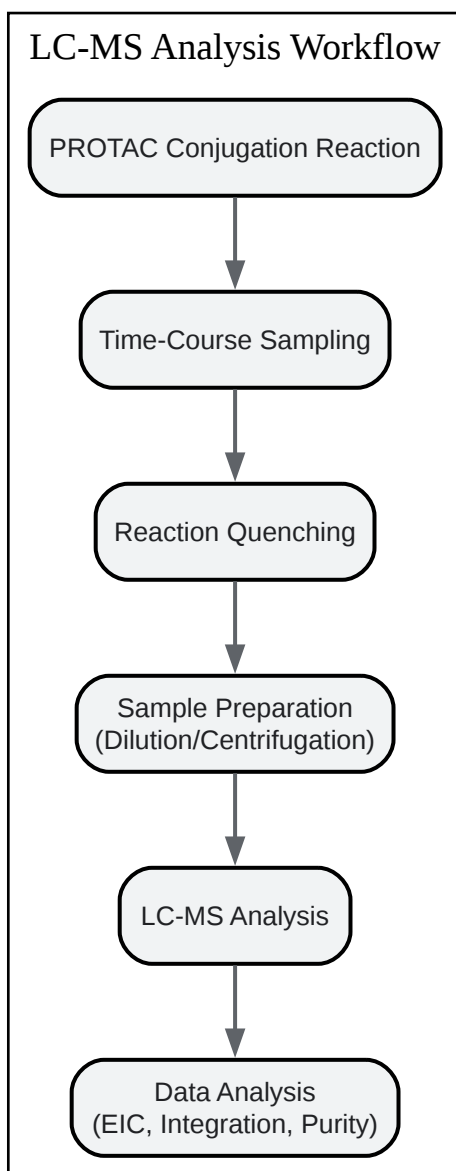 LC-MS Analysis Workflow
PROTAC Conjugation Reaction
Time-Course Sampling
Reaction Quenching
Sample Preparation
(Dilution/Centrifugation)
LC-MS Analysis
Data Analysis
(EIC, Integration, Purity)